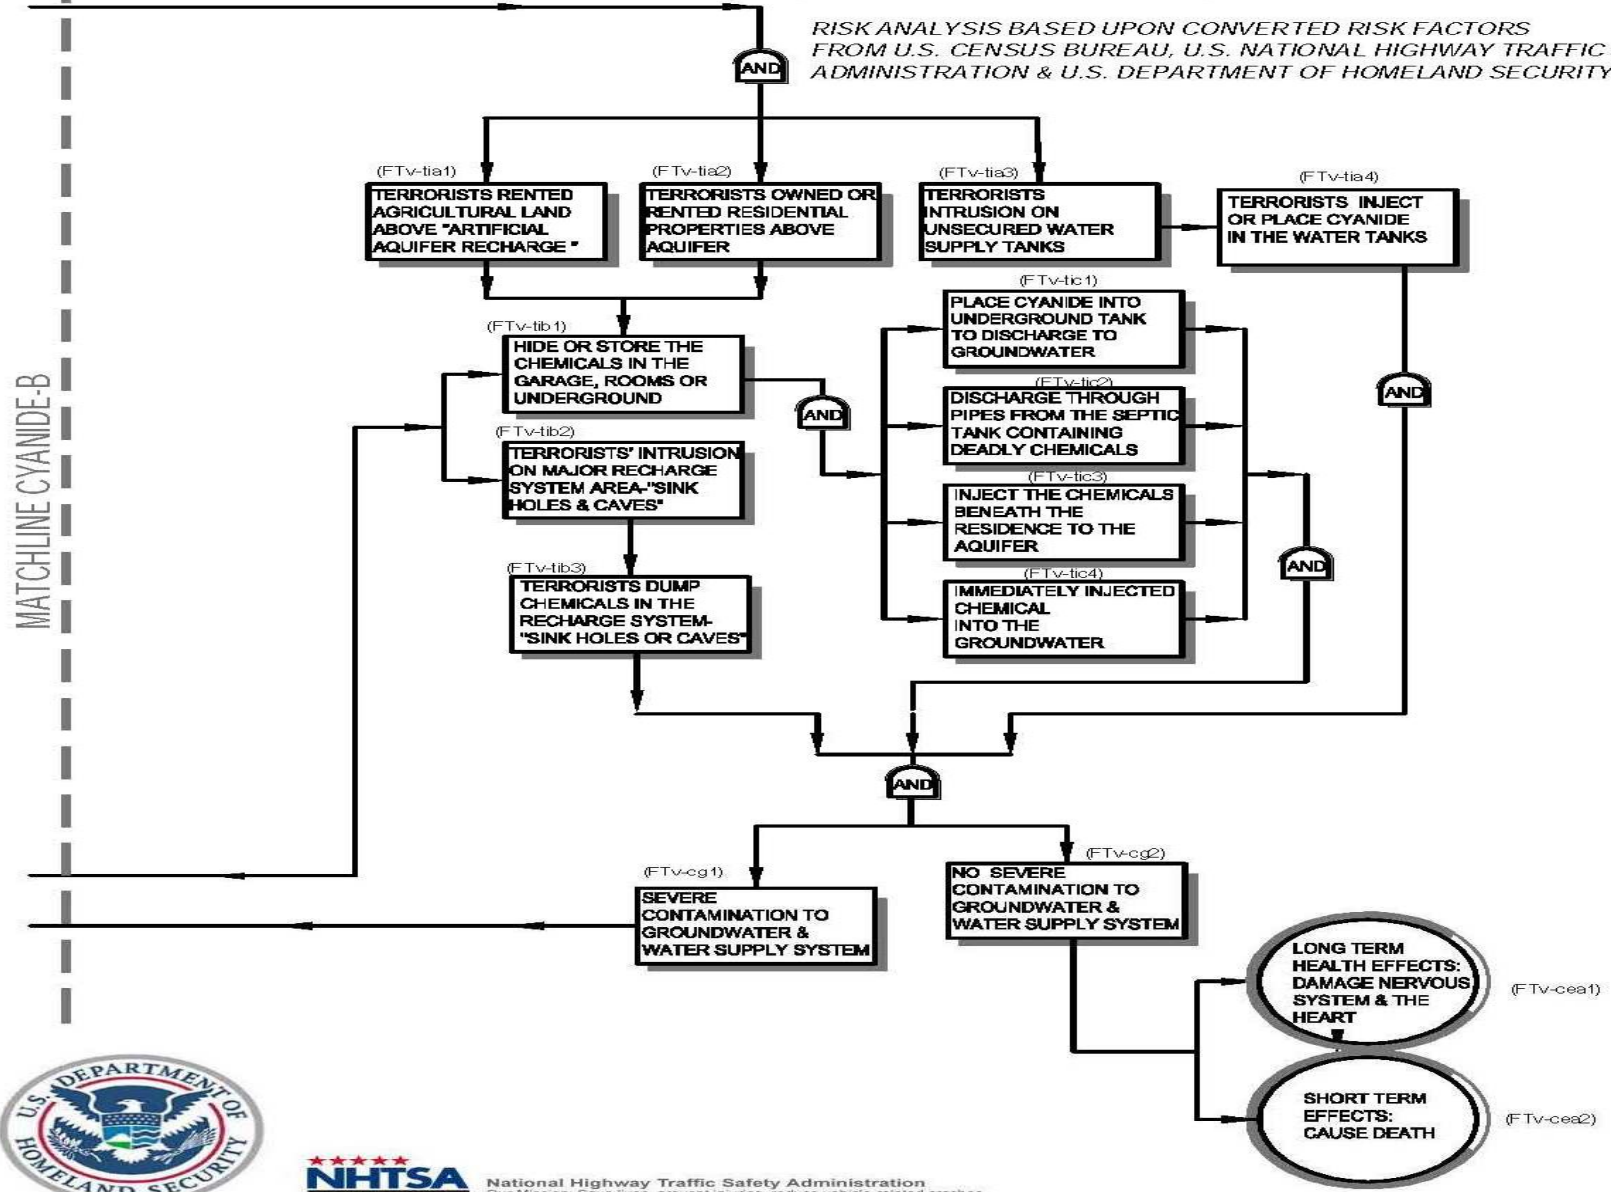 RISK ANALYSIS BASED UPON CONVERTED RISK FACTORS
FROM U.S. CENSUS BUREAU, U.S. NATIONAL HIGHWAY TRAFFIC
ADMINISTRATION & U.S. DEPARTMENT OF HOMELAND SECURITY
AND
(FTv-tia1)
TERRORISTS RENTED
AGRICULTURAL LAND
ABOVE "ARTIFICIAL
AQUIFER RECHARGE "
(FTv-tia2)
TERRORISTS OWNED OR
RENTED RESIDENTIAL
PROPERTIES ABOVE
AQUIFER
(FTv-tia3)
TERRORISTS
INTRUSION ON
UNSECURED WATER
SUPPLY TANKS
(FTv-tia4)
TERRORISTS INJECT
OR PLACE CYANIDE
IN THE WATER TANKS
(FTv-tib1)
HIDE OR STORE THE
CHEMICALS IN THE
GARAGE, ROOMS OR
UNDERGROUND
AND
(FTv-tic1)
PLACE CYANIDE INTO
UNDERGROUND TANK
TO DISCHARGE TO
GROUNDWATER
(FTv-tic2)
DISCHARGE THROUGH
PIPES FROM THE SEPTIC
TANK CONTAINING
DEADLY CHEMICALS
AND
(FTv-tib2)
TERRORISTS' INTRUSION
ON MAJOR RECHARGE
SYSTEM AREA-"SINK
HOLES & CAVES"
(FTv-tic3)
INJECT THE CHEMICALS
BENEATH THE
RESIDENCE TO THE
AQUIFER
AND
(FTv-tib3)
TERRORISTS DUMP
CHEMICALS IN THE
RECHARGE SYSTEM-
"SINK HOLES OR CAVES"
(FTv-tic4)
IMMEDIATELY INJECTED
CHEMICAL
INTO THE
GROUNDWATER
MATCHLINE CYANIDE-B
AND
(FTv-cg1)
SEVERE
CONTAMINATION TO
GROUNDWATER &
WATER SUPPLY SYSTEM
(FTv-cg2)
NO SEVERE
CONTAMINATION TO
GROUNDWATER &
WATER SUPPLY SYSTEM
LONG TERM
HEALTH EFFECTS:
DAMAGE NERVOUS
SYSTEM & THE
HEART
(FTv-cea1)
SHORT TERM
EFFECTS:
CAUSE DEATH
(FTv-cea2)
U.S. DEPARTMENT OF
HOMELAND SECURITY
NHTSA
National Highway Traffic Safety Administration